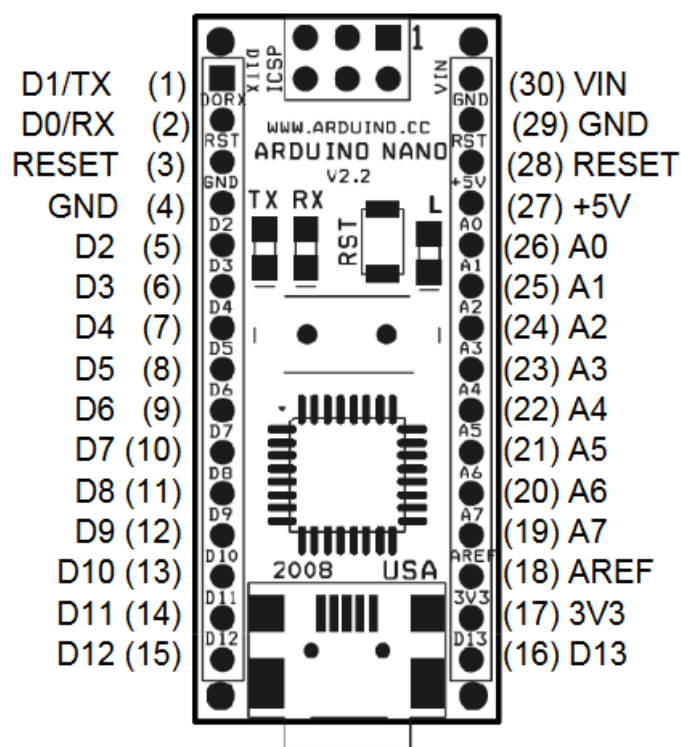 D1/TX (1)
D0/RX (2)
RESET (3)
GND (4)
D2 (5)
D3 (6)
D4 (7)
D5 (8)
D6 (9)
D7 (10)
D8 (11)
D9 (12)
D10 (13)
D11 (14)
D12 (15)
D1TX
ICSP
1
VIN
DORX
RST
GND
D2
D3
D4
D5
D6
D7
D8
D9
D10
D11
D12
WWW.ARDUINO.CC
ARDUINO NANO
V2.2
TX RX
RST
L
2008 USA
GND
RST
+5V
A0
A1
A2
A3
A4
A5
A6
A7
AREF
3V3
D13
(30) VIN
(29) GND
(28) RESET
(27) +5V
(26) A0
(25) A1
(24) A2
(23) A3
(22) A4
(21) A5
(20) A6
(19) A7
(18) AREF
(17) 3V3
(16) D13